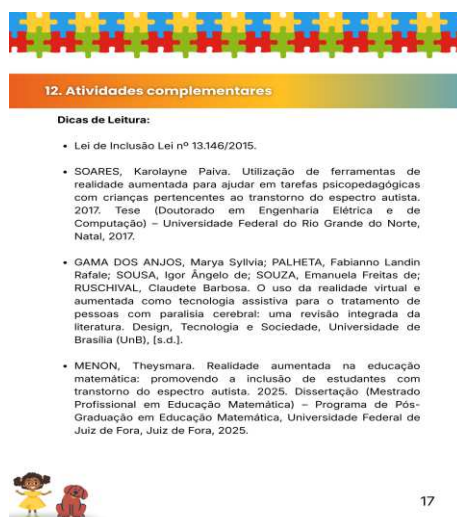 12. Atividades complementares
Dicas de Leitura:
• Lei de Inclusão Lei nº 13.146/2015.
• SOARES, Karolayne Paiva. Utilização de ferramentas de
realidade aumentada para ajudar em tarefas psicopedagógicas
com crianças pertencentes ao transtorno do espectro autista.
2017. Tese (Doutorado em Engenharia Elétrica e de
Computação) – Universidade Federal do Rio Grande do Norte,
Natal, 2017.
• GAMA DOS ANJOS, Marya Syllvia; PALHETA, Fabianno Landin
Rafale; SOUSA, Igor Ângelo de; SOUZA, Emanuela Freitas de;
RUSCHIVAL, Claudete Barbosa. O uso da realidade virtual e
aumentada como tecnologia assistiva para o tratamento de
pessoas com paralisia cerebral: uma revisão integrada da
literatura. Design, Tecnologia e Sociedade, Universidade de
Brasília (UnB), [s.d.].
• MENON, Theysmara. Realidade aumentada na educação
matemática: promovendo a inclusão de estudantes com
transtorno do espectro autista. 2025. Dissertação (Mestrado
Profissional em Educação Matemática) – Programa de Pós-
Graduação em Educação Matemática, Universidade Federal de
Juiz de Fora, Juiz de Fora, 2025.
17